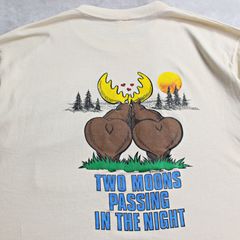 TWO MOONS
PASSING
IN THE NIGHT